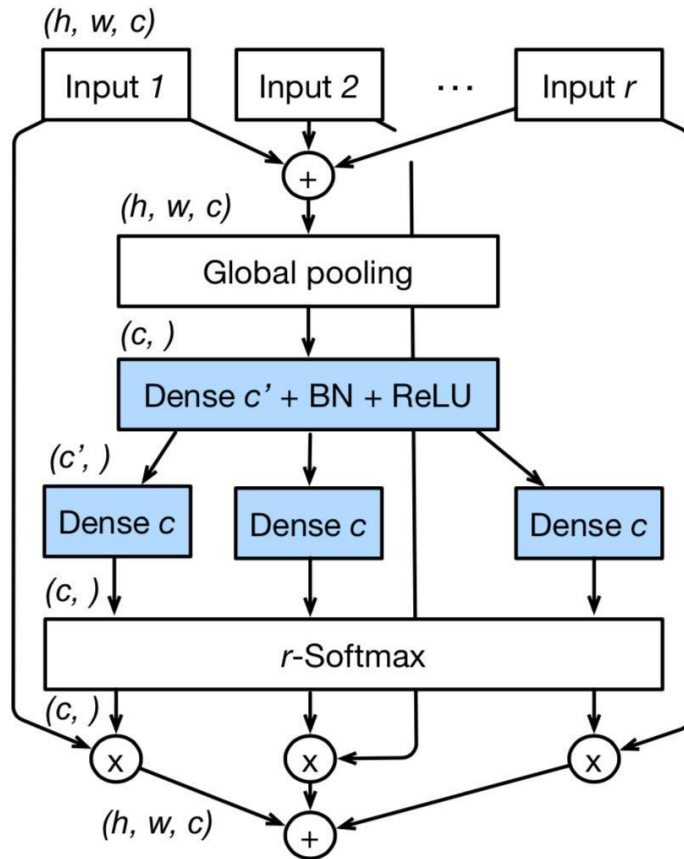 (h, w, c)
Input 1 Input 2 ... Input r
+
(h, w, c)
Global pooling
(c, )
Dense c' + BN + ReLU
(c', )
Dense c Dense c Dense c
(c, )
r-Softmax
(c, )
x x x
(h, w, c)
+